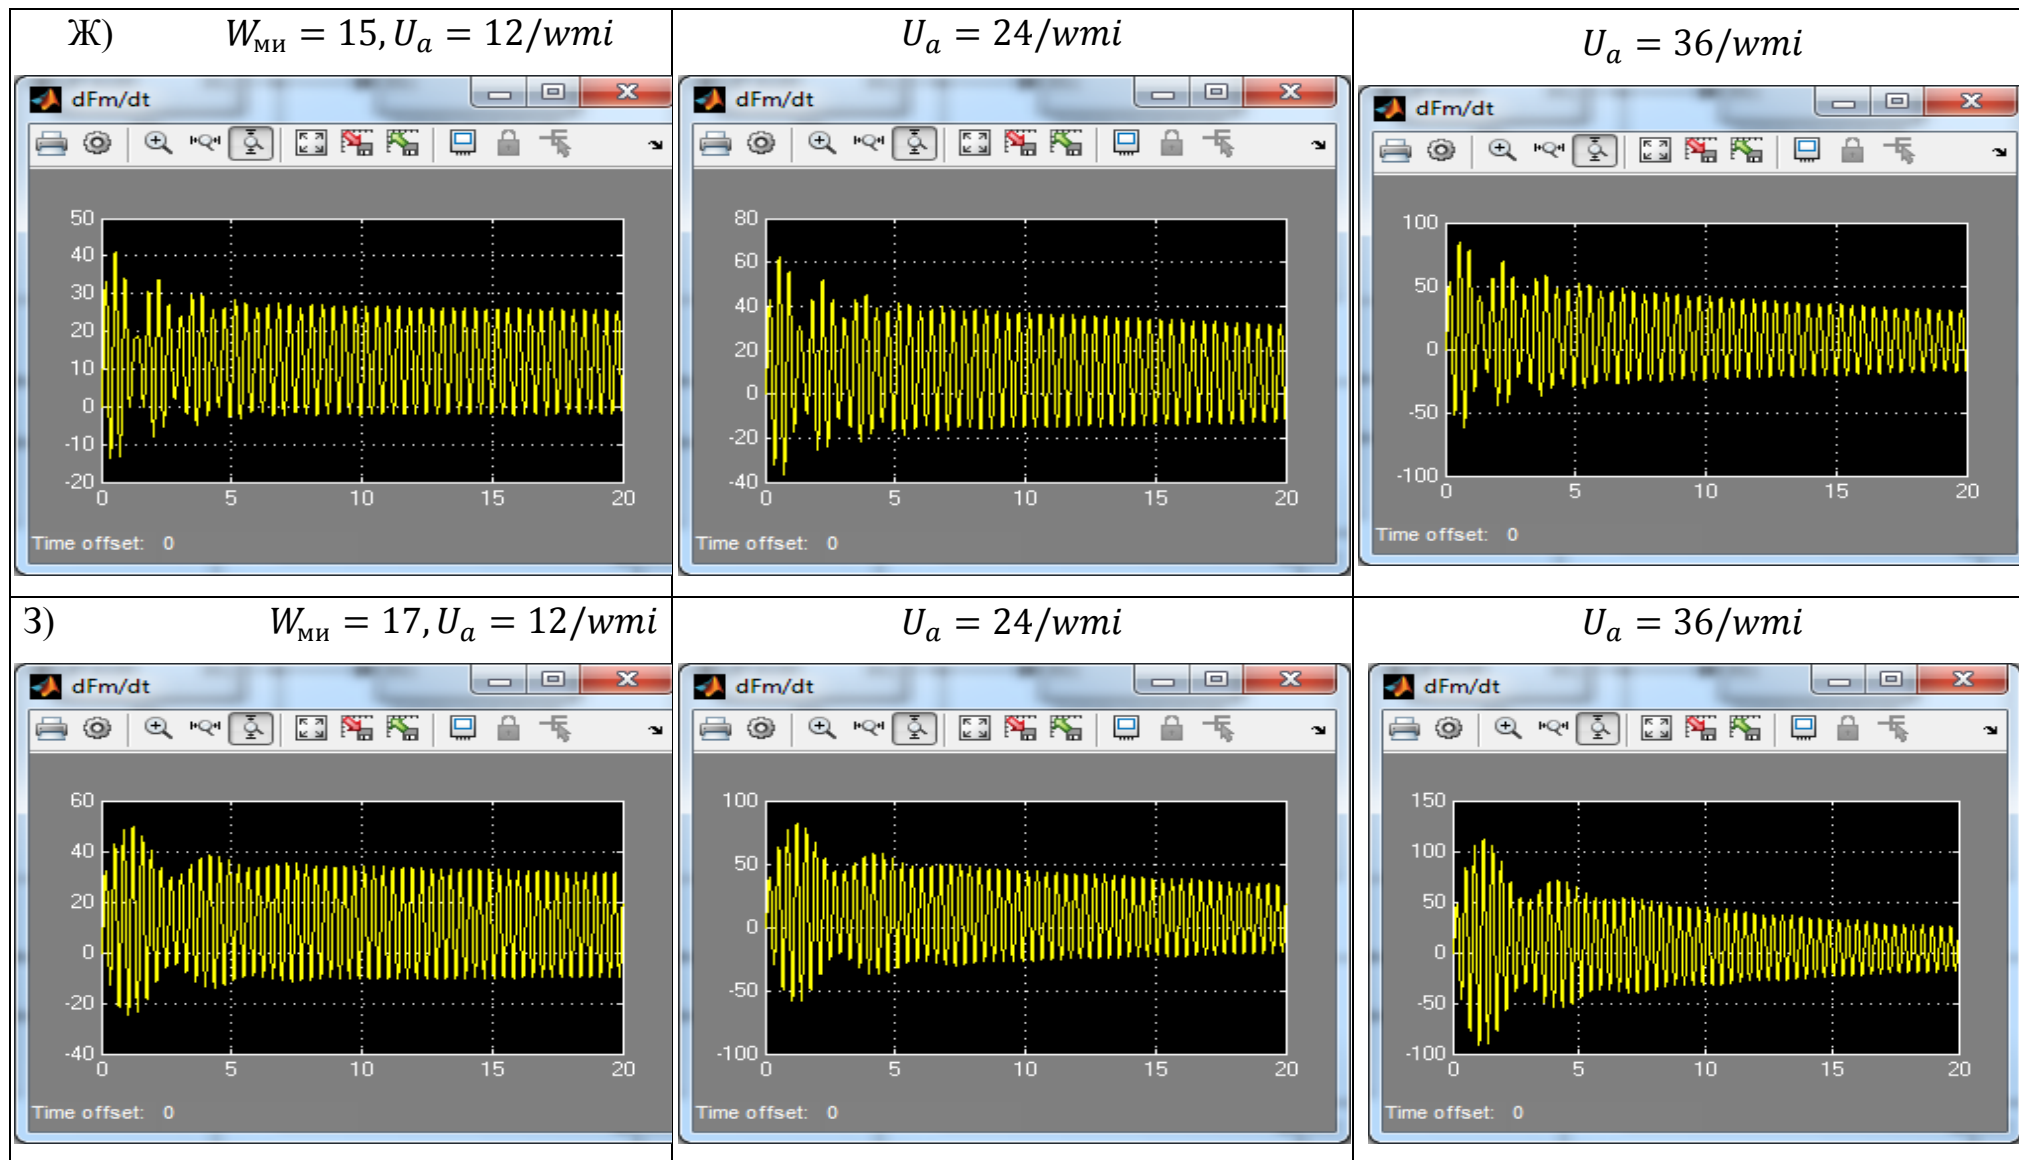 Ж) W_ми = 15, U_a = 12/wmi
U_a = 24/wmi
U_a = 36/wmi
dFm/dt
50
40
30
20
10
0
-10
-20
0 5 10 15 20
Time offset: 0
dFm/dt
80
60
40
20
0
-20
-40
0 5 10 15 20
Time offset: 0
dFm/dt
100
50
0
-50
-100
0 5 10 15 20
Time offset: 0
З) W_ми = 17, U_a = 12/wmi
U_a = 24/wmi
U_a = 36/wmi
dFm/dt
60
40
20
0
-20
-40
0 5 10 15 20
Time offset: 0
dFm/dt
100
50
0
-50
-100
0 5 10 15 20
Time offset: 0
dFm/dt
150
100
50
0
-50
-100
0 5 10 15 20
Time offset: 0